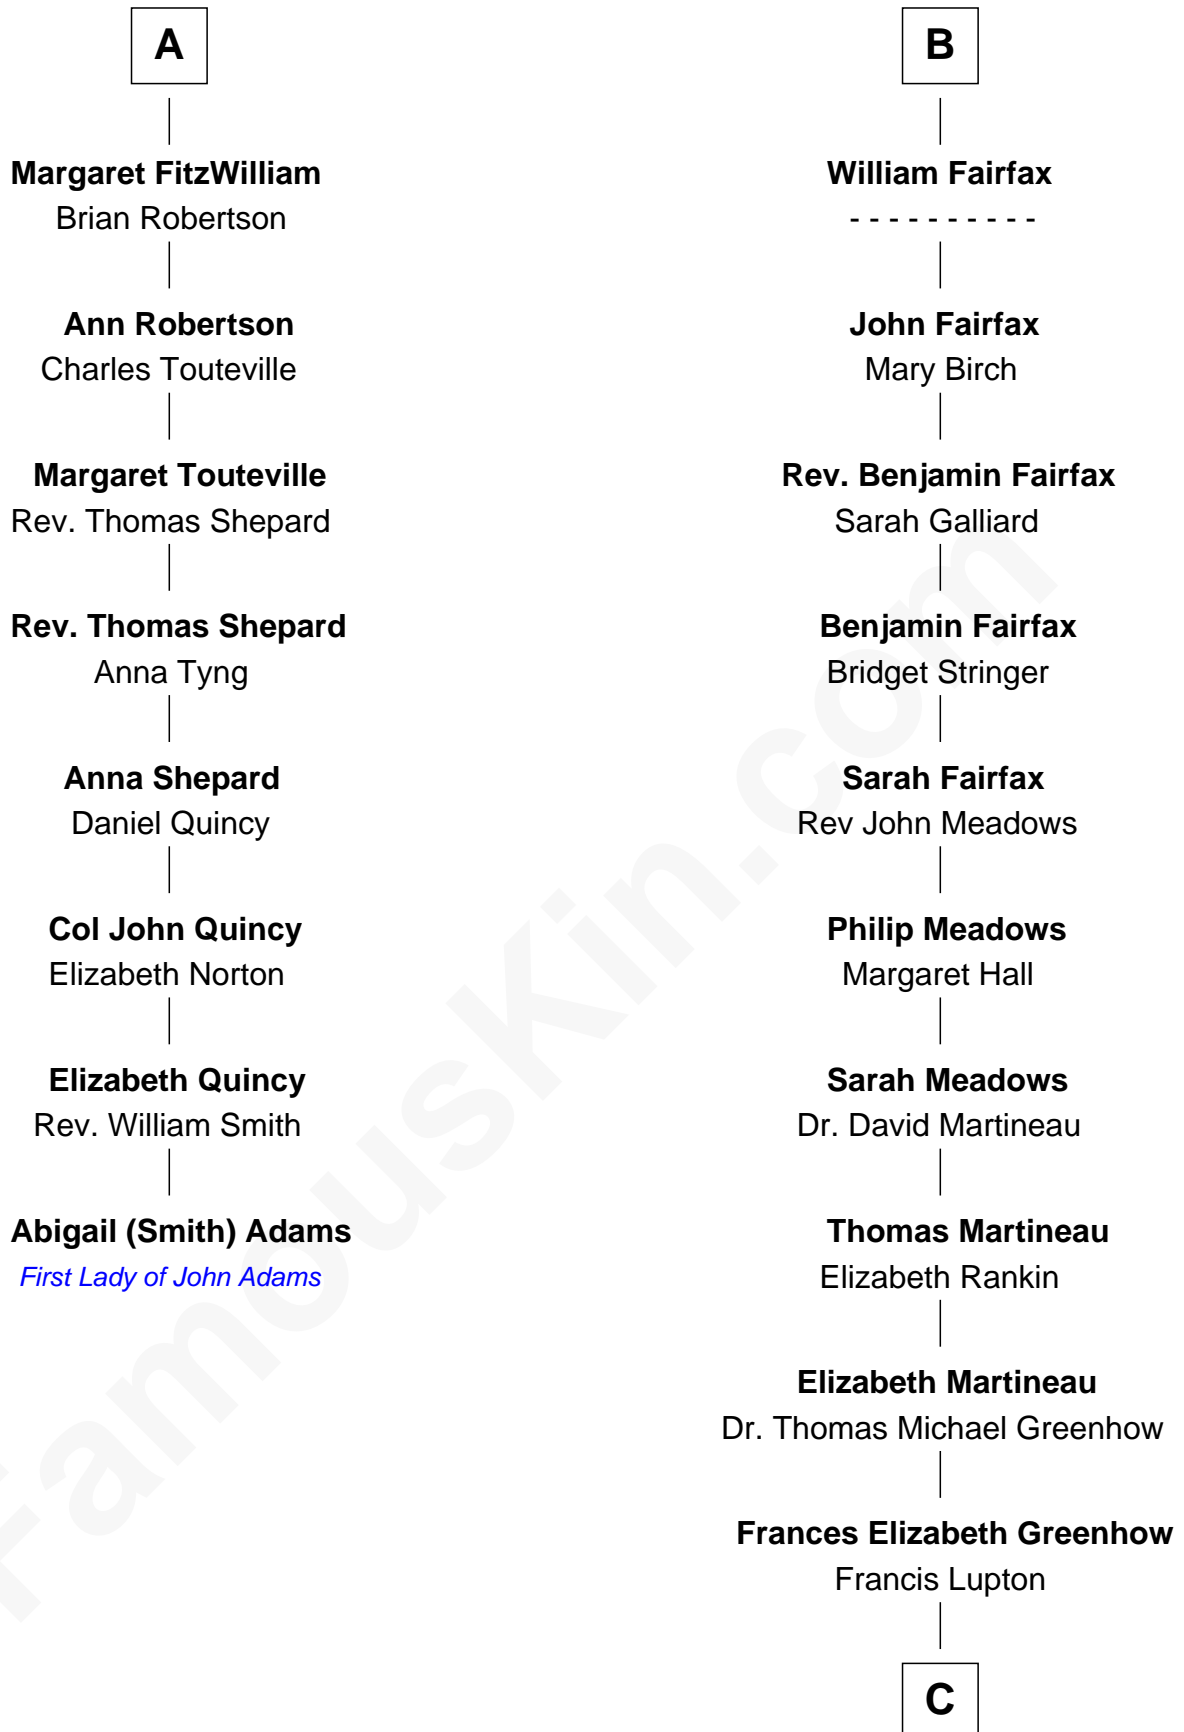 A
Margaret FitzWilliam
Brian Robertson
Ann Robertson
Charles Touteville
Margaret Touteville
Rev. Thomas Shepard
Rev. Thomas Shepard
Anna Tyng
Anna Shepard
Daniel Quincy
Col John Quincy
Elizabeth Norton
Elizabeth Quincy
Rev. William Smith
Abigail (Smith) Adams
First Lady of John Adams
B
William Fairfax
- - - - - - - - - -
John Fairfax
Mary Birch
Rev. Benjamin Fairfax
Sarah Galliard
Benjamin Fairfax
Bridget Stringer
Sarah Fairfax
Rev John Meadows
Philip Meadows
Margaret Hall
Sarah Meadows
Dr. David Martineau
Thomas Martineau
Elizabeth Rankin
Elizabeth Martineau
Dr. Thomas Michael Greenhow
Frances Elizabeth Greenhow
Francis Lupton
C
FamousKin.com